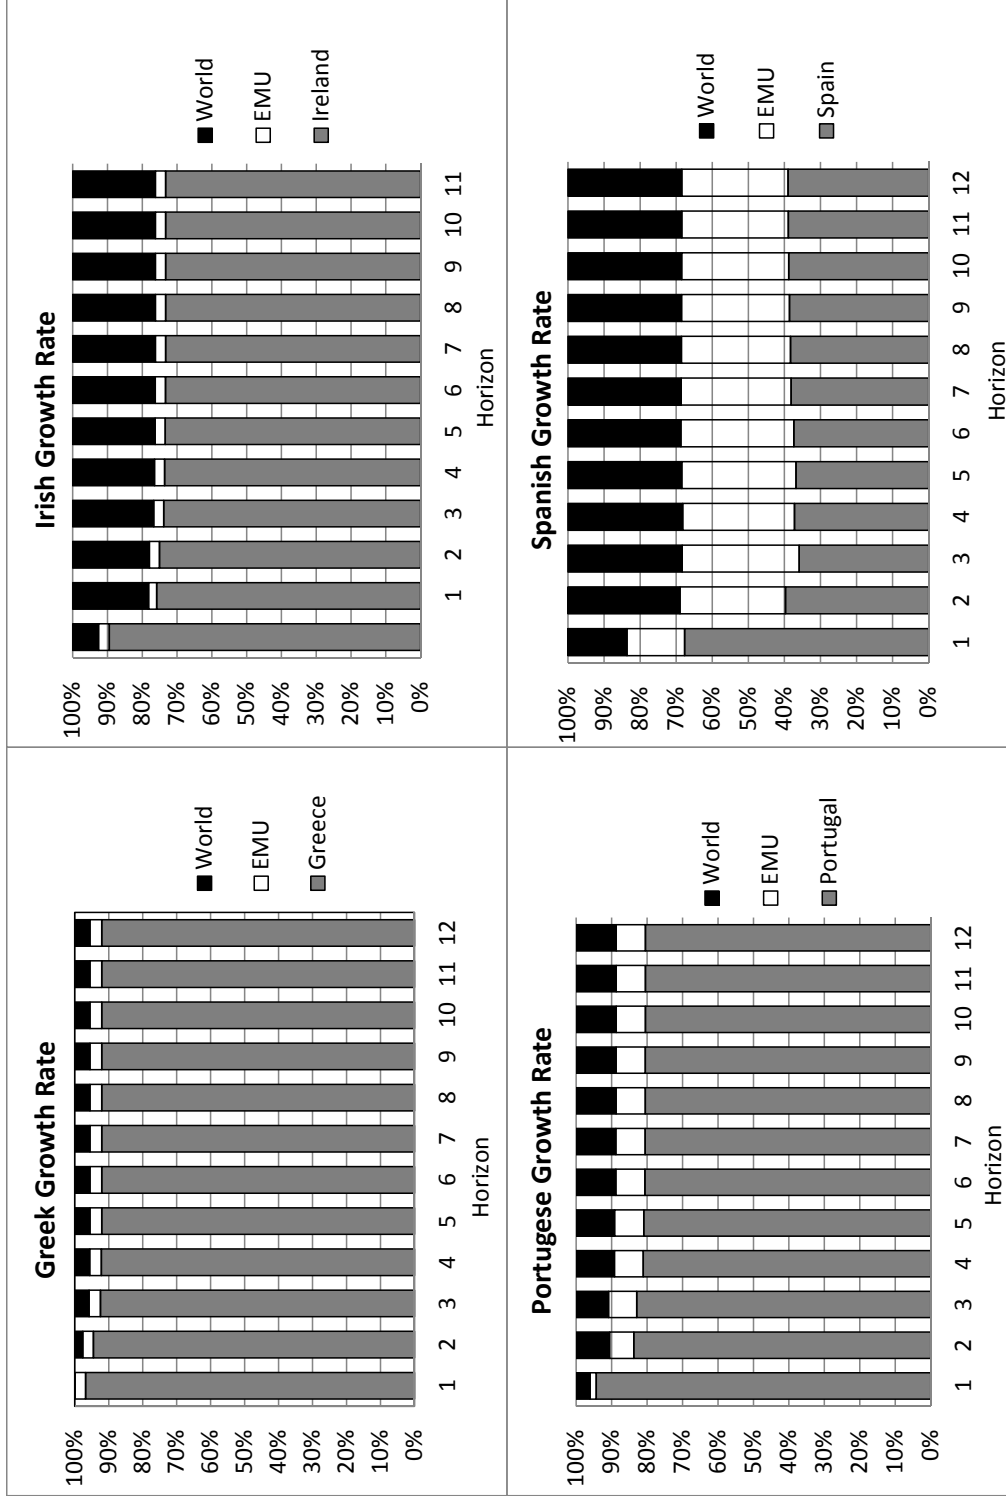 Greek Growth Rate
100%
90%
80%
70%
60%
50%
40%
30%
20%
10%
0%
1 2 3 4 5 6 7 8 9 10 11 12
Horizon
World
EMU
Greece
Irish Growth Rate
100%
90%
80%
70%
60%
50%
40%
30%
20%
10%
0%
1 2 3 4 5 6 7 8 9 10 11
Horizon
World
EMU
Ireland
Portugese Growth Rate
100%
90%
80%
70%
60%
50%
40%
30%
20%
10%
0%
1 2 3 4 5 6 7 8 9 10 11 12
Horizon
World
EMU
Portugal
Spanish Growth Rate
100%
90%
80%
70%
60%
50%
40%
30%
20%
10%
0%
1 2 3 4 5 6 7 8 9 10 11 12
Horizon
World
EMU
Spain